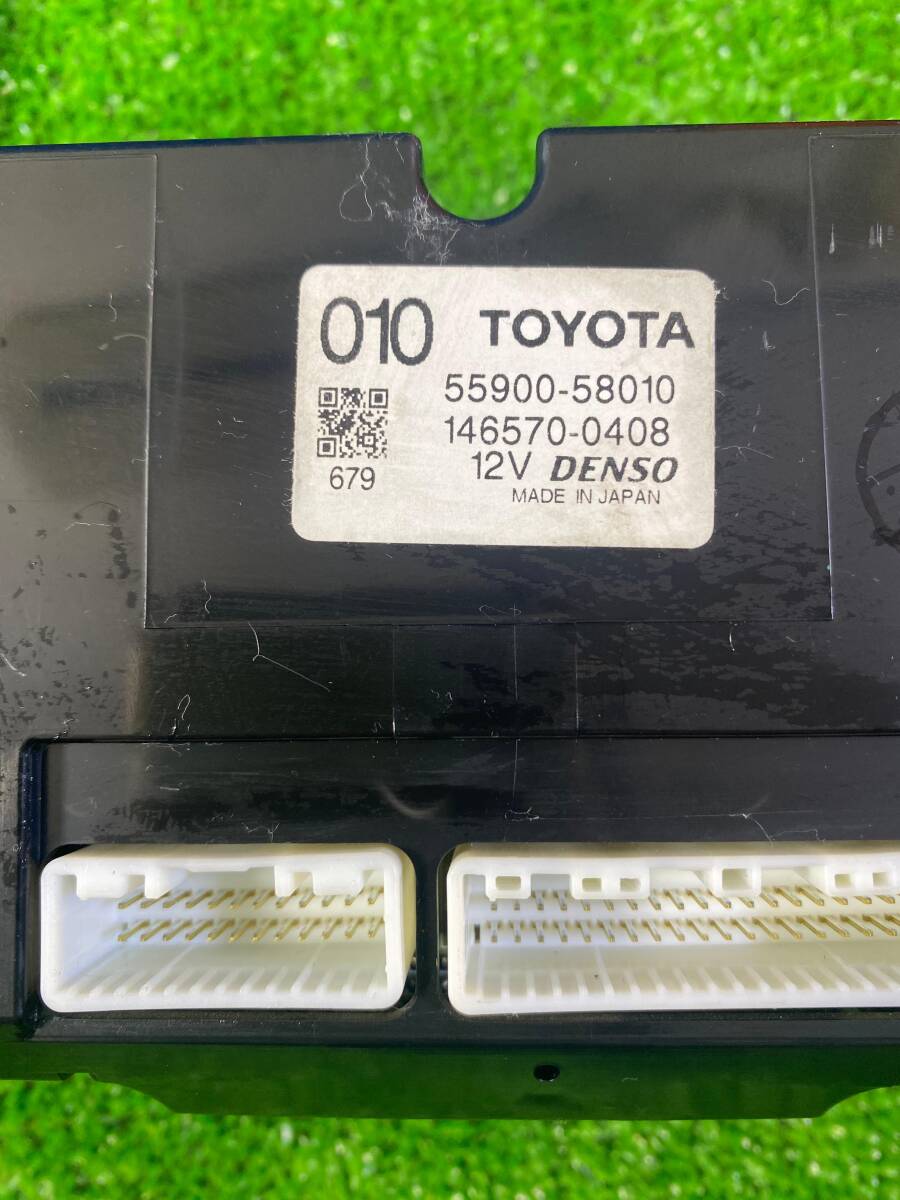 010 TOYOTA
55900-58010
146570-0408
679
12V DENSO
MADE IN JAPAN